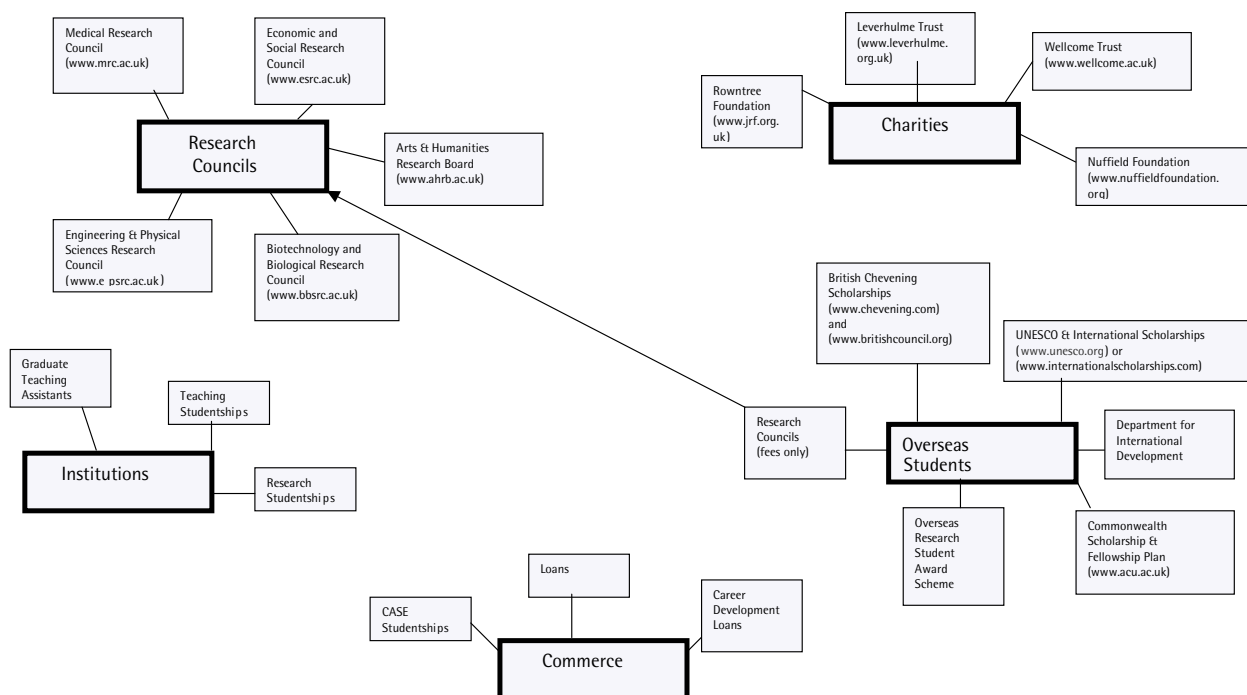 Medical Research
Council
(www.mrc.ac.uk)
Economic and
Social Research
Council
(www.esrc.ac.uk)
Research
Councils
Arts & Humanities
Research Board
(www.ahrb.ac.uk)
Engineering & Physical
Sciences Research
Council
(www.e psrc.ac.uk)
Biotechnology and
Biological Research
Council
(www.bbsrc.ac.uk)
Leverhulme Trust
(www.leverhulme.
org.uk)
Wellcome Trust
(www.wellcome.ac.uk)
Rowntree
Foundation
(www.jrf.org.
uk)
Charities
Nuffield Foundation
(www.nuffieldfoundation.
org)
British Chevening
Scholarships
(www.chevening.com)
and
(www.britishcouncil.org)
UNESCO & International Scholarships
(www.unesco.org) or
(www.internationalscholarships.com)
Research
Councils
(fees only)
Overseas
Students
Department for
International
Development
Overseas
Research
Student
Award
Scheme
Commonwealth
Scholarship &
Fellowship Plan
(www.acu.ac.uk)
Graduate
Teaching
Assistants
Teaching
Studentships
Institutions
Research
Studentships
Loans
CASE
Studentships
Career
Development
Loans
Commerce